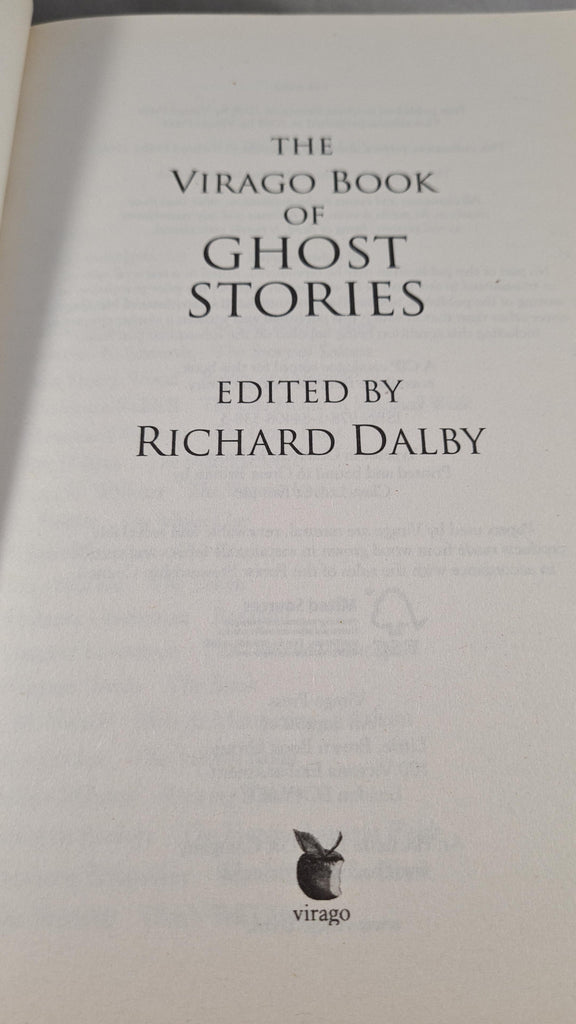 THE
VIRAGO BOOK
OF
GHOST
STORIES
EDITED BY
RICHARD DALBY
virago